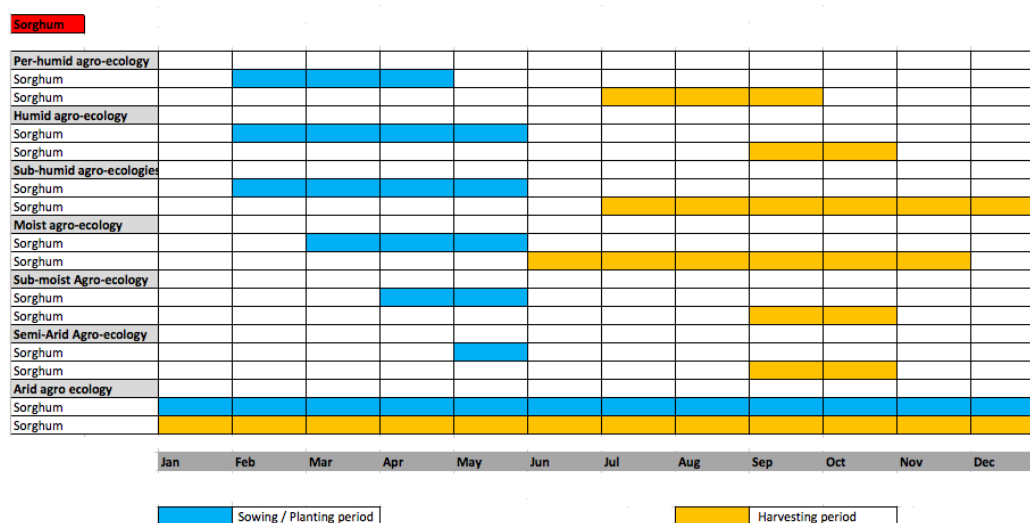 Sorghum
Per-humid agro-ecology
Sorghum
Sorghum
Humid agro-ecology
Sorghum
Sorghum
Sub-humid agro-ecologies
Sorghum
Sorghum
Moist agro-ecology
Sorghum
Sorghum
Sub-moist Agro-ecology
Sorghum
Sorghum
Semi-Arid Agro-ecology
Sorghum
Sorghum
Arid agro ecology
Sorghum
Sorghum
Jan Feb Mar Apr May Jun Jul Aug Sep Oct Nov Dec
Sowing / Planting period Harvesting period